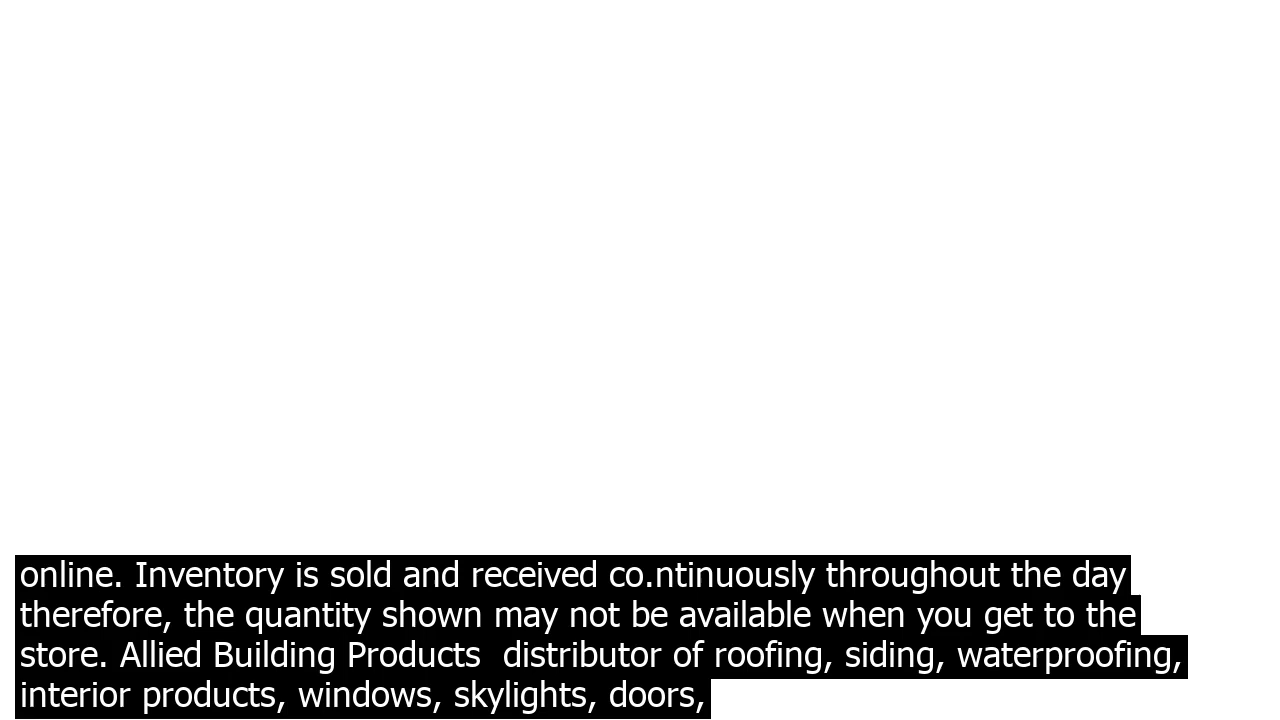 online. Inventory is sold and received co.ntinuously throughout the day
therefore, the quantity shown may not be available when you get to the
store. Allied Building Products  distributor of roofing, siding, waterproofing,
interior products, windows, skylights, doors,